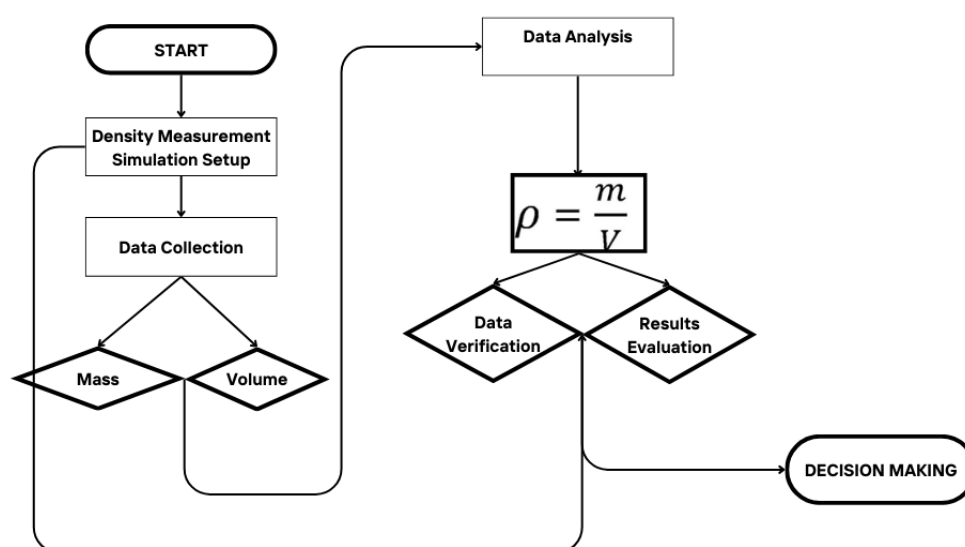 START
Density Measurement
Simulation Setup
Data Collection
Mass
Volume
Data Analysis
ρ = m/V
Data
Verification
Results
Evaluation
DECISION MAKING